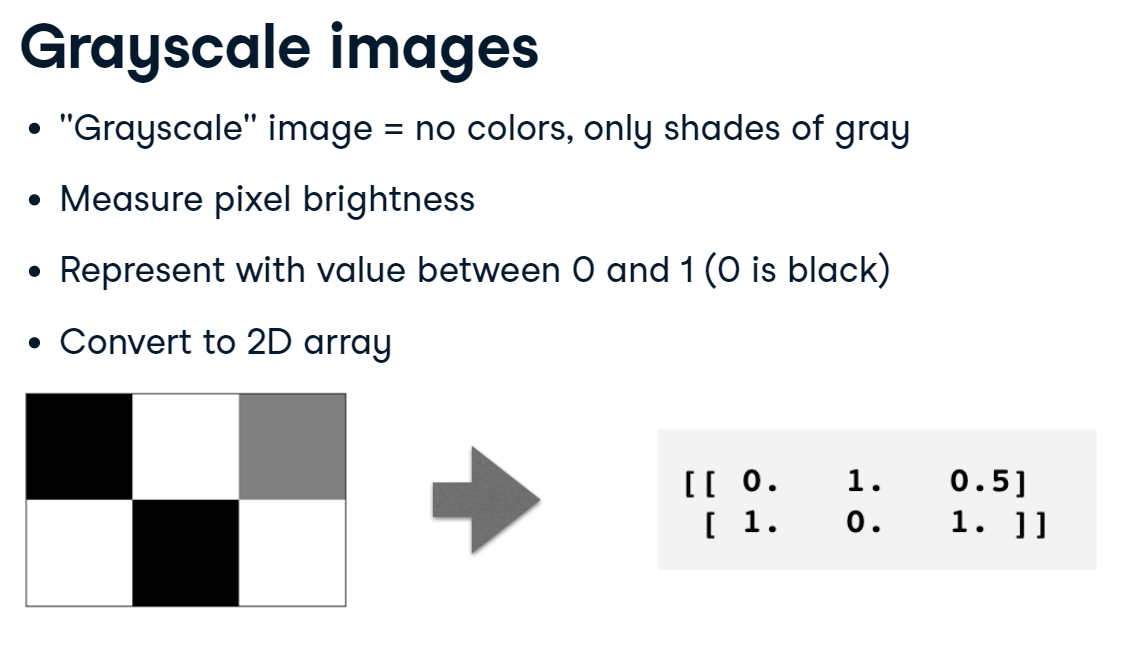 Grayscale images
• "Grayscale" image = no colors, only shades of gray
• Measure pixel brightness
• Represent with value between 0 and 1 (0 is black)
• Convert to 2D array
[[ 0. 1. 0.5]
[ 1. 0. 1. ]]